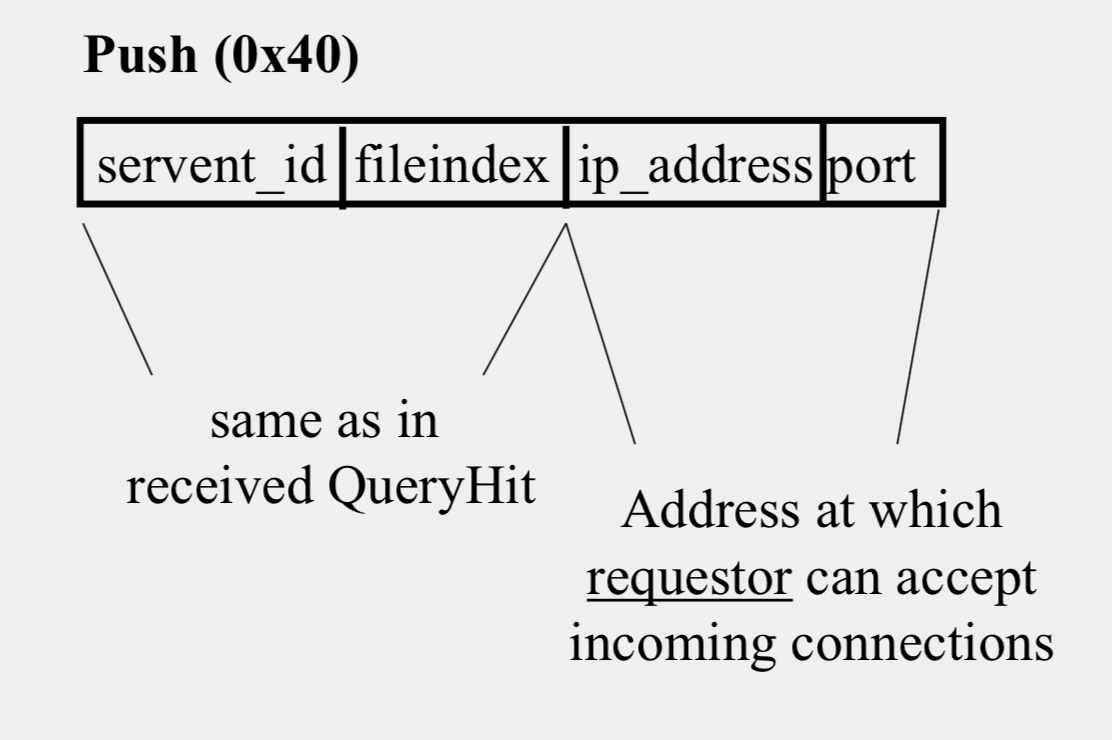 Push (0x40)
servent_id fileindex ip_address port
same as in
received QueryHit
Address at which
requestor can accept
incoming connections